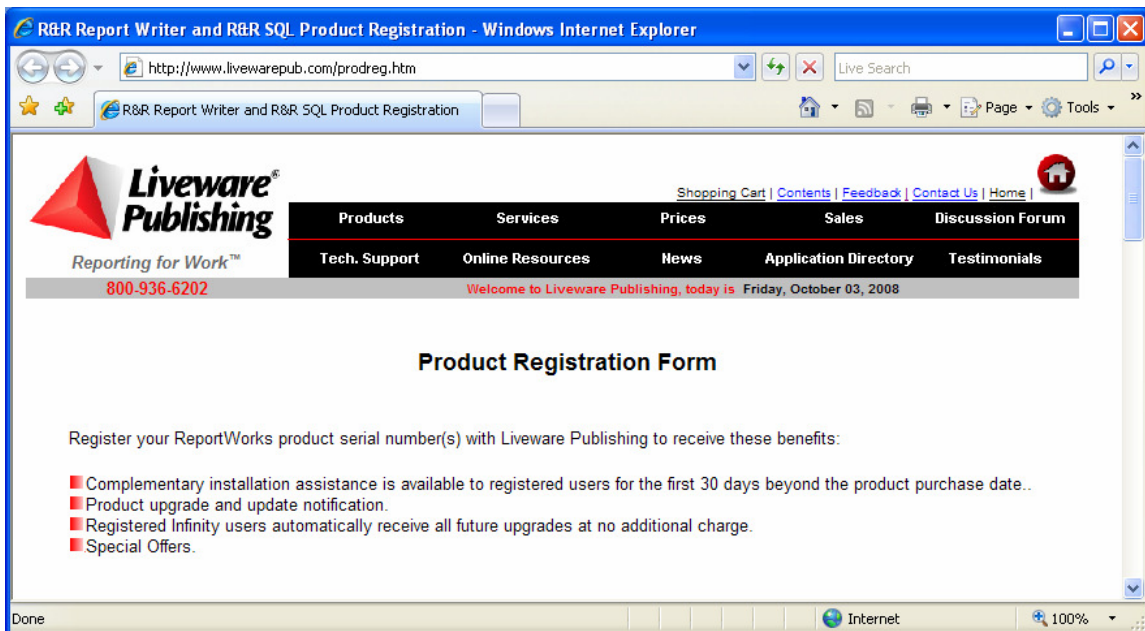 R&R Report Writer and R&R SQL Product Registration - Windows Internet Explorer
http://www.livewarepub.com/prodreg.htm
Live Search
R&R Report Writer and R&R SQL Product Registration
Page
Tools
»
Liveware®
Publishing
Reporting for Work™
800-936-6202
Shopping Cart | Contents | Feedback | Contact Us | Home |
Products Services Prices Sales Discussion Forum
Tech. Support Online Resources News Application Directory Testimonials
Welcome to Liveware Publishing, today is Friday, October 03, 2008
Product Registration Form
Register your ReportWorks product serial number(s) with Liveware Publishing to receive these benefits:
Complementary installation assistance is available to registered users for the first 30 days beyond the product purchase date..
Product upgrade and update notification.
Registered Infinity users automatically receive all future upgrades at no additional charge.
Special Offers.
Done
Internet
100%